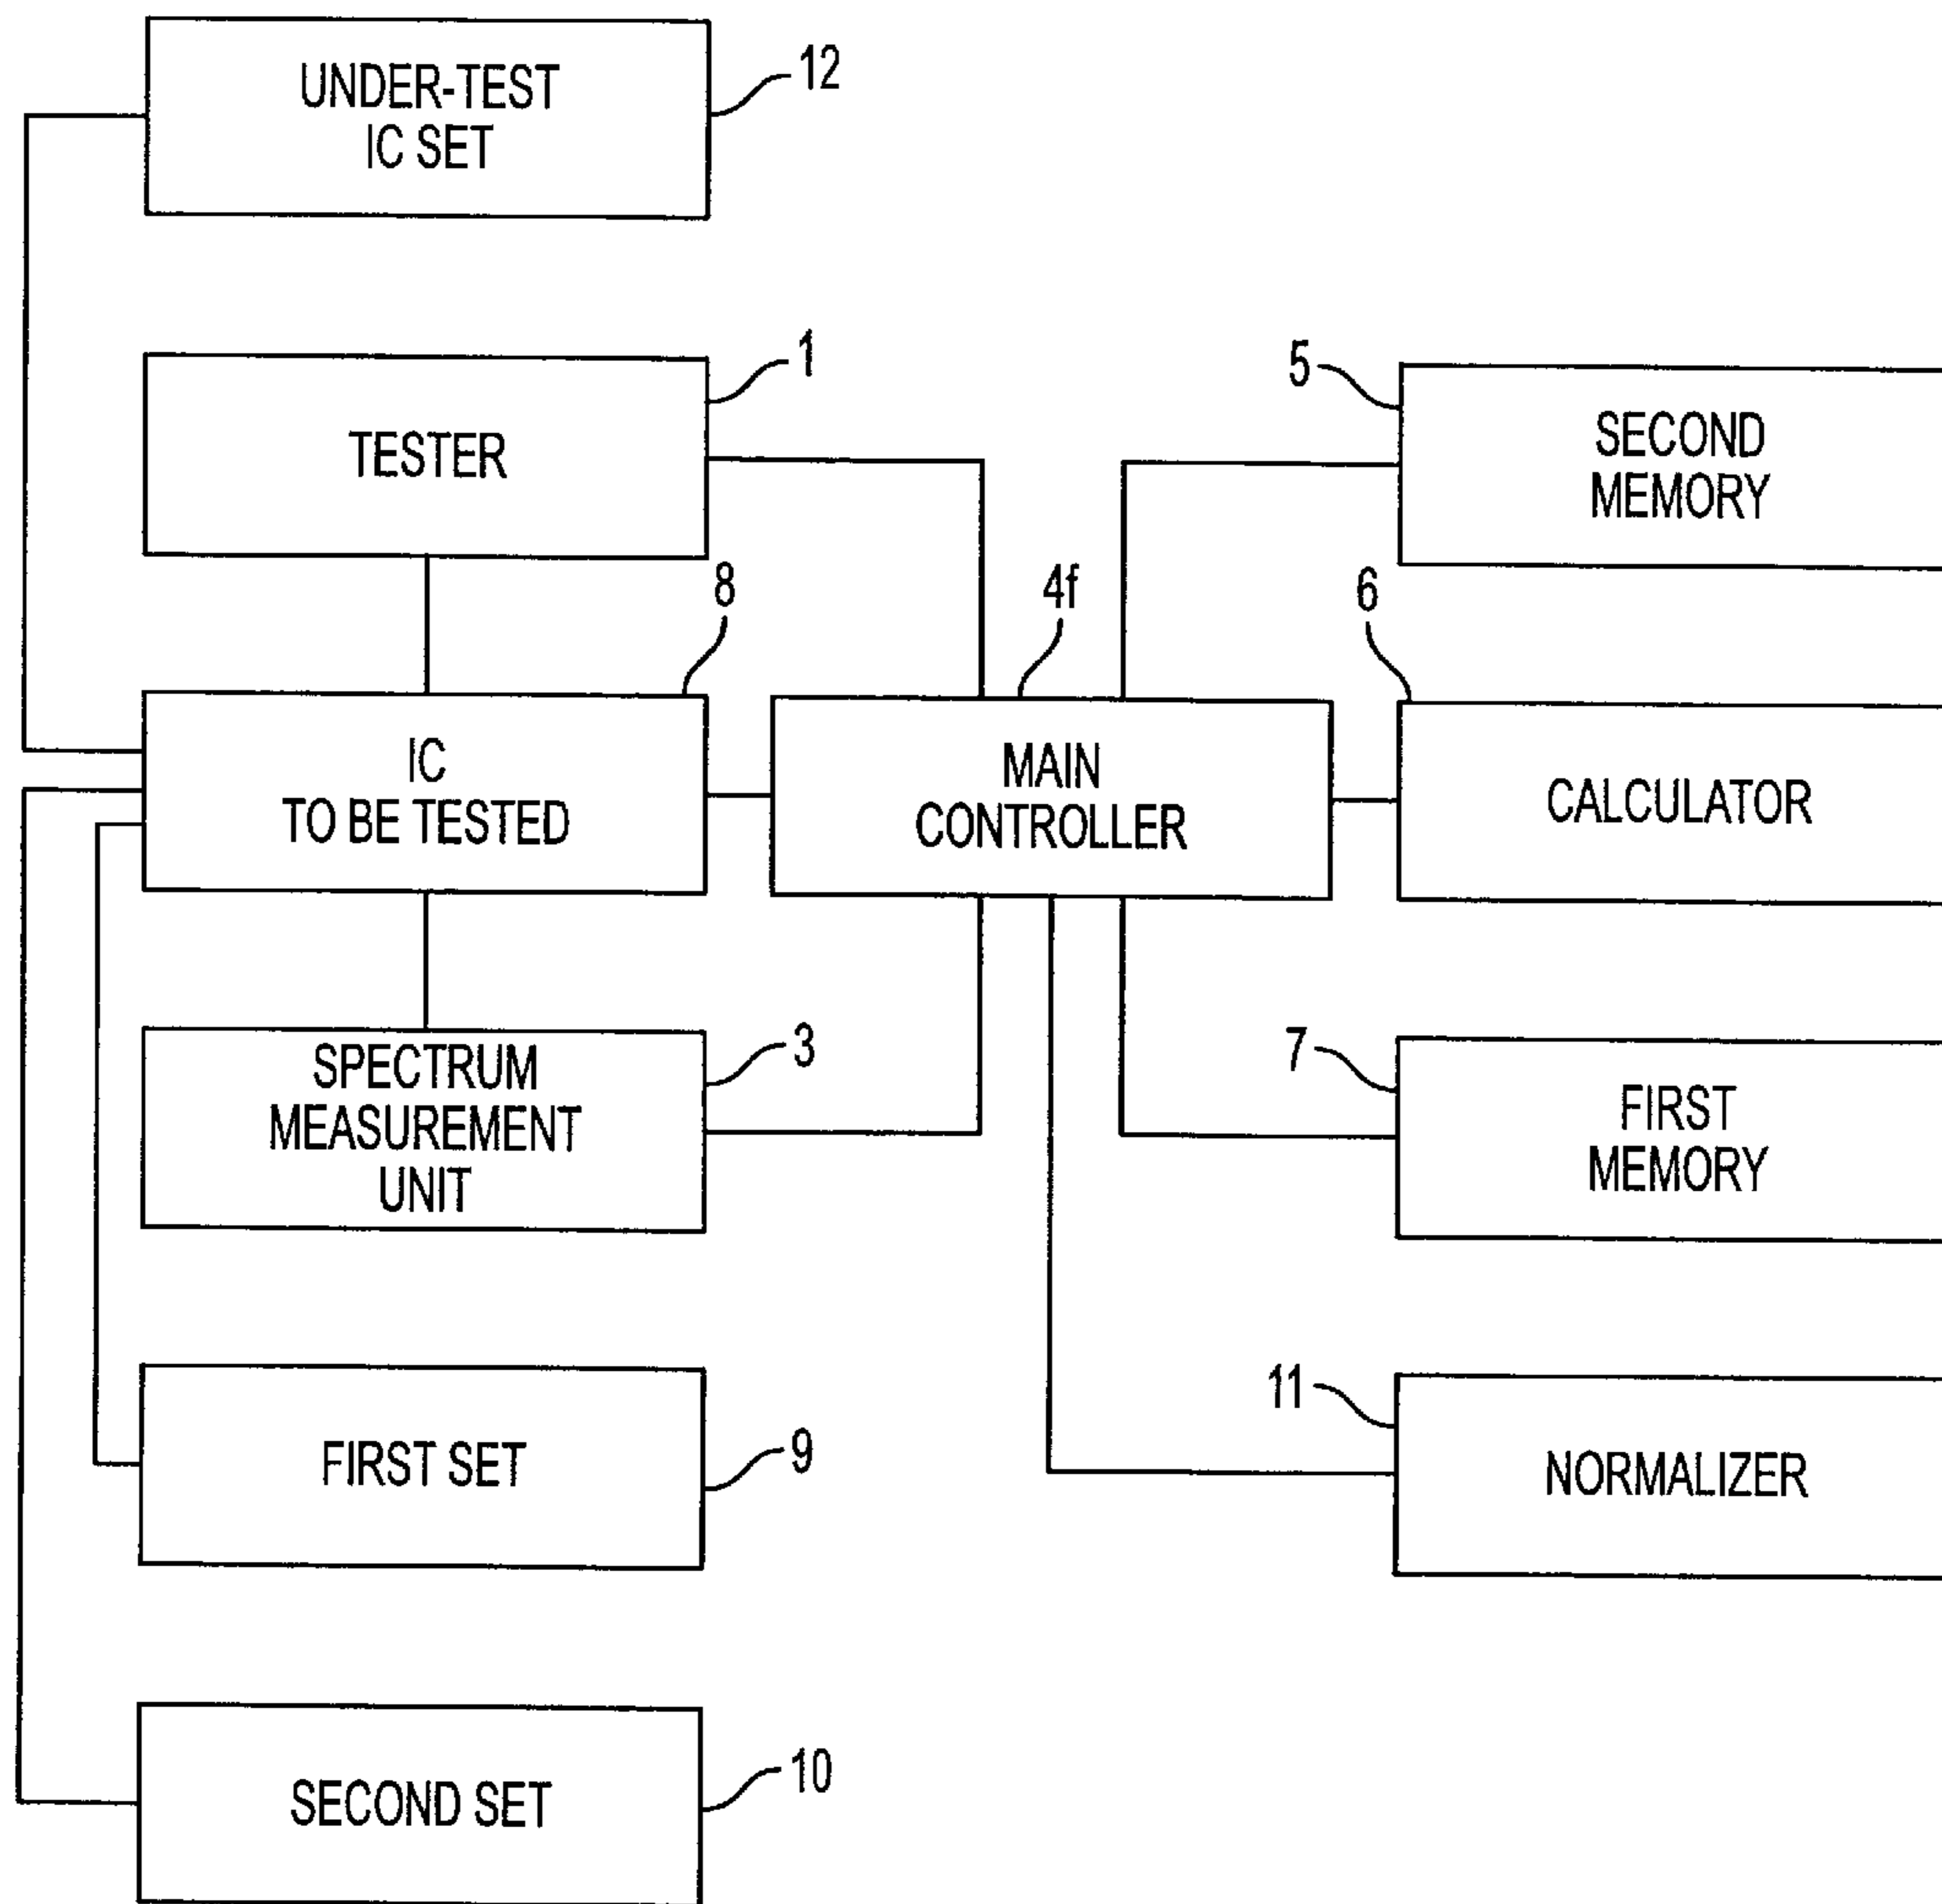 UNDER-TEST
IC SET
12
TESTER
1
5
SECOND
MEMORY
IC
TO BE TESTED
8
MAIN
CONTROLLER
4f
6
CALCULATOR
SPECTRUM
MEASUREMENT
UNIT
3
7
FIRST
MEMORY
FIRST SET
9
11
NORMALIZER
SECOND SET
10